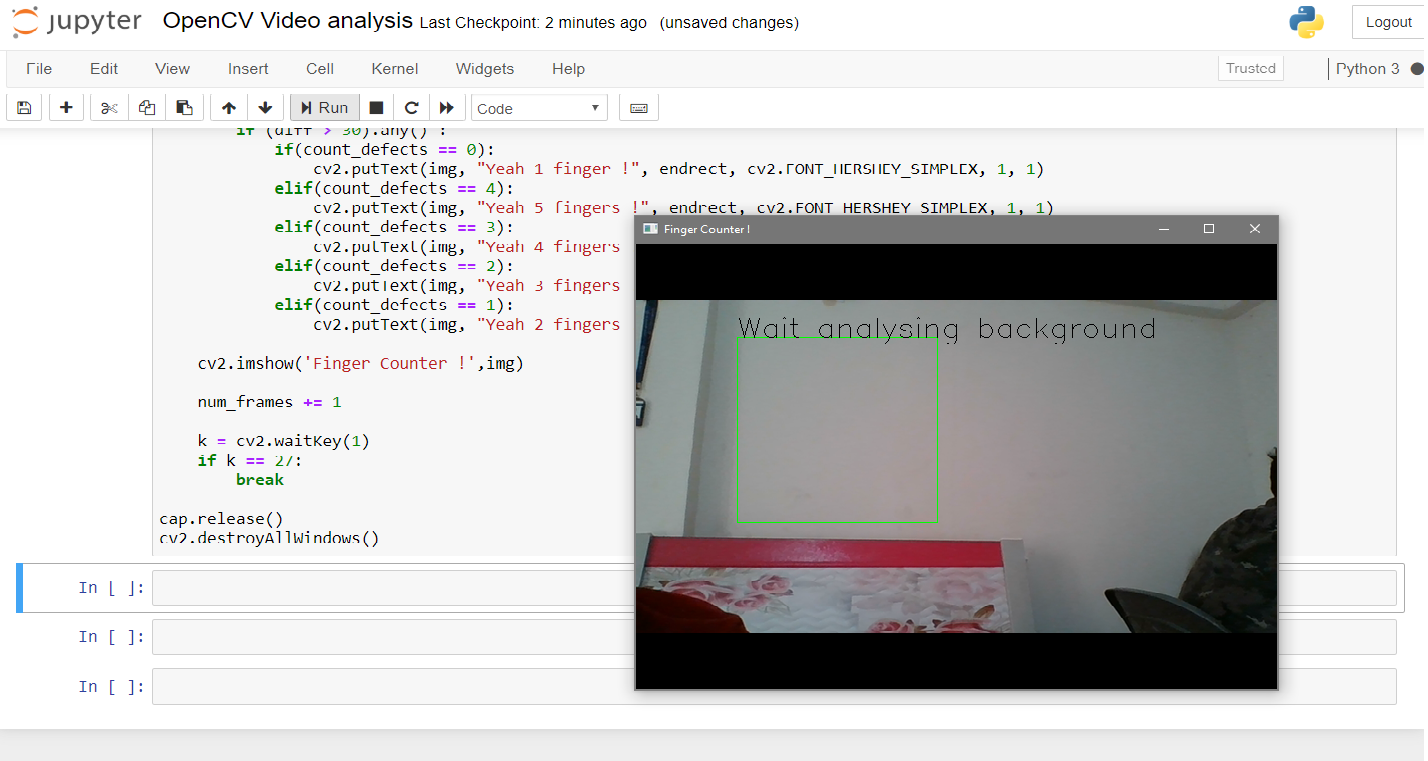 jupyter OpenCV Video analysis Last Checkpoint: 2 minutes ago (unsaved changes) Logout
File Edit View Insert Cell Kernel Widgets Help Trusted Python 3
Run Code
if (diff > 30).any() :
if(count_defects == 0):
cv2.putText(img, "Yeah 1 finger !", endrect, cv2.FONT_HERSHEY_SIMPLEX, 1, 1)
elif(count_defects == 4):
cv2.putText(img, "Yeah 5 fingers !", endrect, cv2.FONT_HERSHEY_SIMPLEX, 1, 1)
elif(count_defects == 3):
cv2.putText(img, "Yeah 4 fingers
elif(count_defects == 2):
cv2.putText(img, "Yeah 3 fingers
elif(count_defects == 1):
cv2.putText(img, "Yeah 2 fingers
cv2.imshow('Finger Counter !',img)
num_frames += 1
k = cv2.waitKey(1)
if k == 27:
break
cap.release()
cv2.destroyAllWindows()
In [ ]:
In [ ]:
In [ ]:
Finger Counter !
Wait analysing background